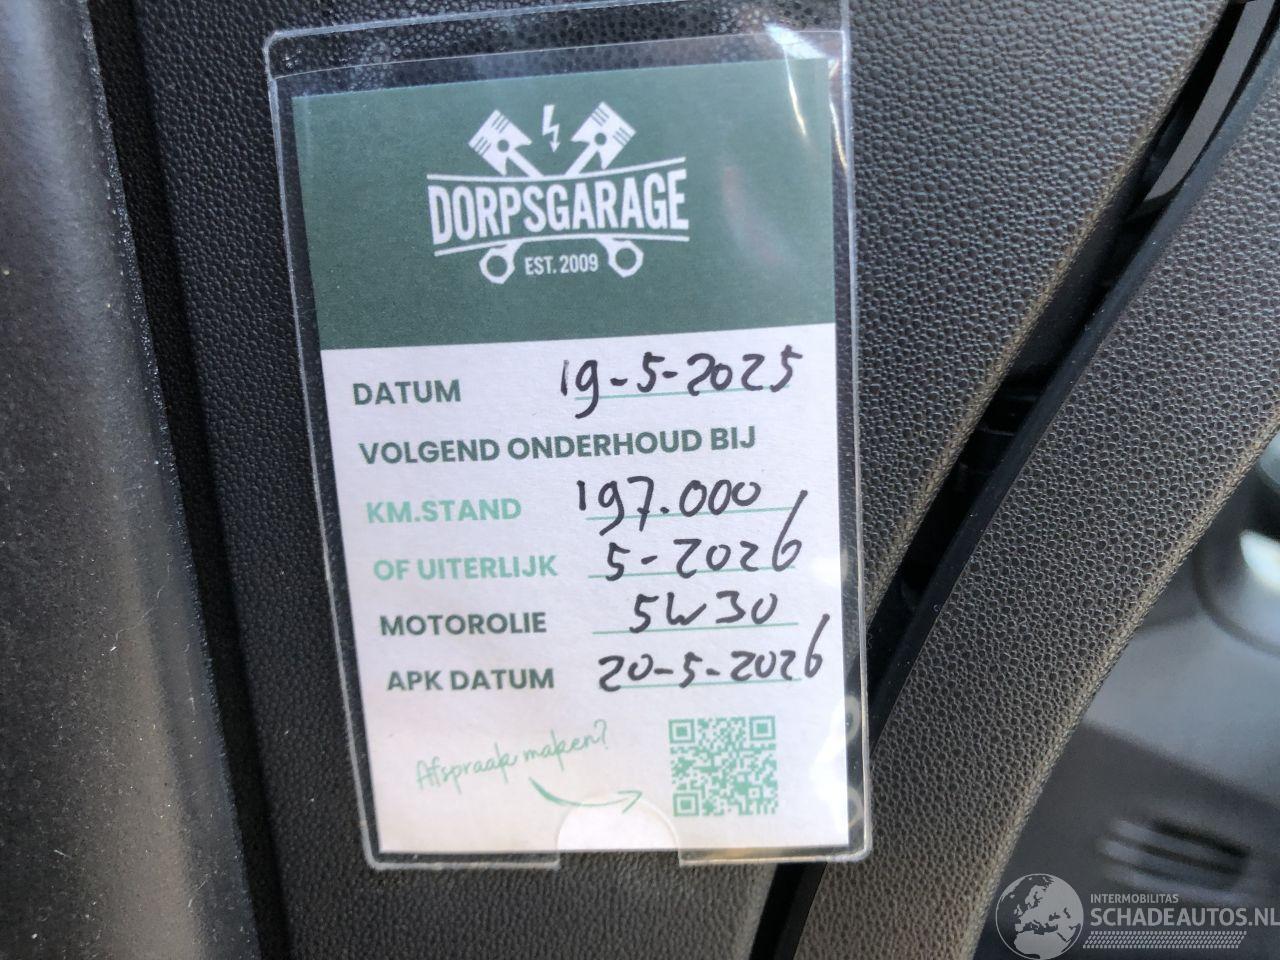 DORPSGARAGE
EST. 2009
DATUM 19-5-2025
VOLGEND ONDERHOUD BIJ
KM.STAND 197.000
OF UITERLIJK 5-2026
MOTOROLIE 5W30
APK DATUM 20-5-2026
Afspraak maken?
INTERMOBILITAS
SCHADEAUTOS.NL